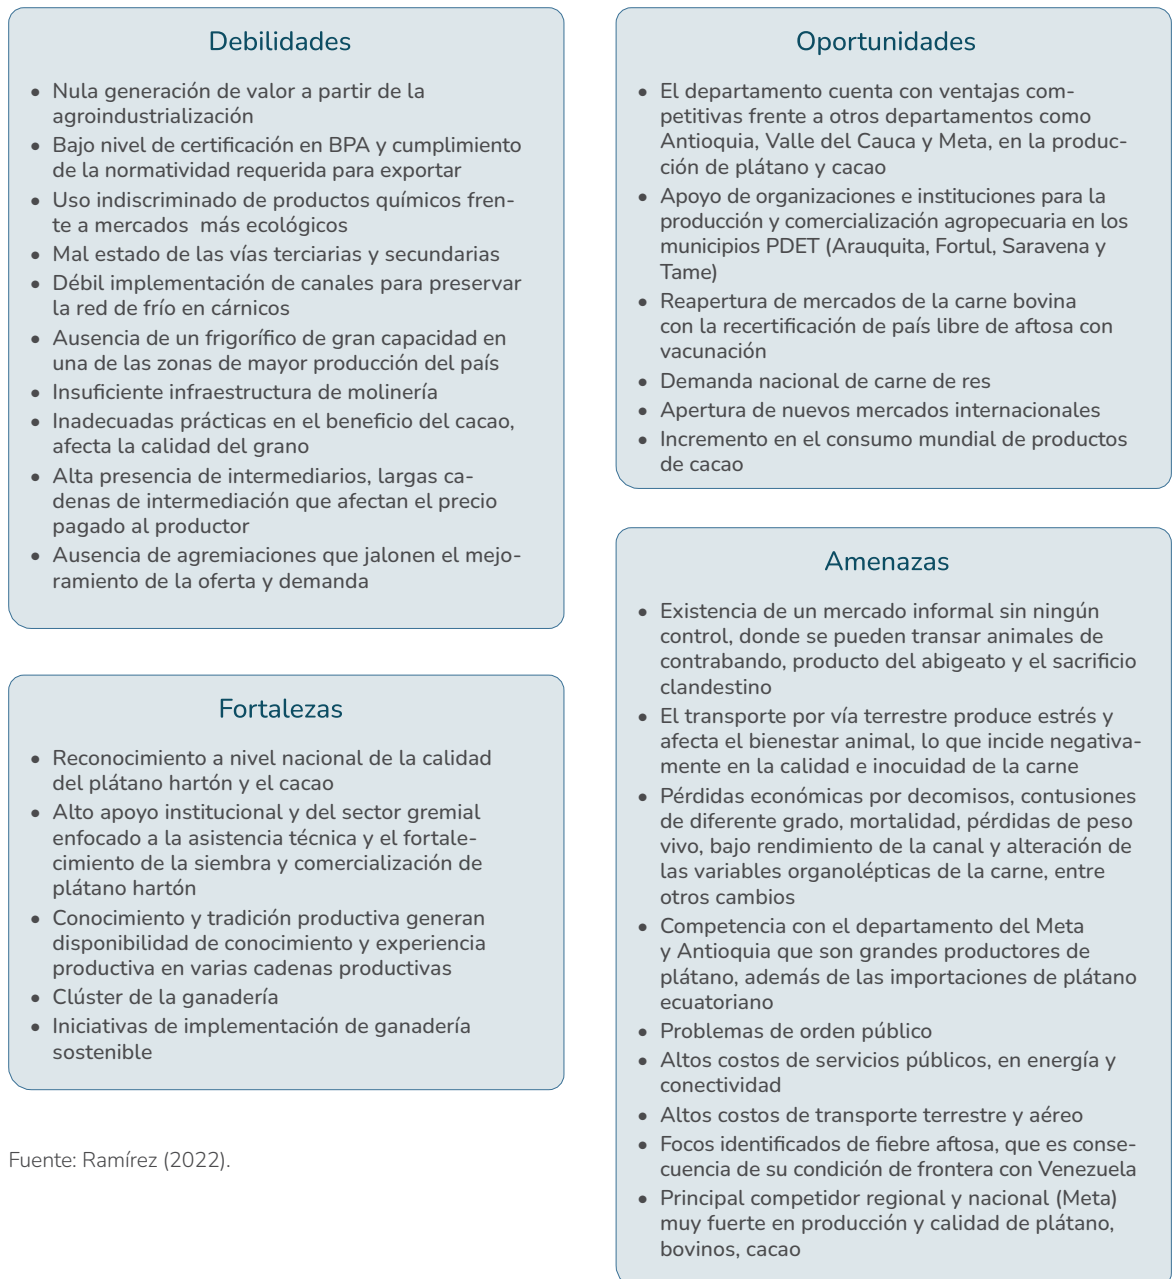 Debilidades
• Nula generación de valor a partir de la
agroindustrialización
• Bajo nivel de certificación en BPA y cumplimiento
de la normatividad requerida para exportar
• Uso indiscriminado de productos químicos fren-
te a mercados  más ecológicos
• Mal estado de las vías terciarias y secundarias
• Débil implementación de canales para preservar
la red de frío en cárnicos
• Ausencia de un frigorífico de gran capacidad en
una de las zonas de mayor producción del país
• Insuficiente infraestructura de molinería
• Inadecuadas prácticas en el beneficio del cacao,
afecta la calidad del grano
• Alta presencia de intermediarios, largas ca-
denas de intermediación que afectan el precio
pagado al productor
• Ausencia de agremiaciones que jalonen el mejo-
ramiento de la oferta y demanda
Fortalezas
• Reconocimiento a nivel nacional de la calidad
del plátano hartón y el cacao
• Alto apoyo institucional y del sector gremial
enfocado a la asistencia técnica y el fortale-
cimiento de la siembra y comercialización de
plátano hartón
• Conocimiento y tradición productiva generan
disponibilidad de conocimiento y experiencia
productiva en varias cadenas productivas
• Clúster de la ganadería
• Iniciativas de implementación de ganadería
sostenible
Fuente: Ramírez (2022).
Oportunidades
• El departamento cuenta con ventajas com-
petitivas frente a otros departamentos como
Antioquia, Valle del Cauca y Meta, en la produc-
ción de plátano y cacao
• Apoyo de organizaciones e instituciones para la
producción y comercialización agropecuaria en los
municipios PDET (Arauquita, Fortul, Saravena y
Tame)
• Reapertura de mercados de la carne bovina
con la recertificación de país libre de aftosa con
vacunación
• Demanda nacional de carne de res
• Apertura de nuevos mercados internacionales
• Incremento en el consumo mundial de productos
de cacao
Amenazas
• Existencia de un mercado informal sin ningún
control, donde se pueden transar animales de
contrabando, producto del abigeato y el sacrificio
clandestino
• El transporte por vía terrestre produce estrés y
afecta el bienestar animal, lo que incide negativa-
mente en la calidad e inocuidad de la carne
• Pérdidas económicas por decomisos, contusiones
de diferente grado, mortalidad, pérdidas de peso
vivo, bajo rendimiento de la canal y alteración de
las variables organolépticas de la carne, entre
otros cambios
• Competencia con el departamento del Meta
y Antioquia que son grandes productores de
plátano, además de las importaciones de plátano
ecuatoriano
• Problemas de orden público
• Altos costos de servicios públicos, en energía y
conectividad
• Altos costos de transporte terrestre y aéreo
• Focos identificados de fiebre aftosa, que es conse-
cuencia de su condición de frontera con Venezuela
• Principal competidor regional y nacional (Meta)
muy fuerte en producción y calidad de plátano,
bovinos, cacao